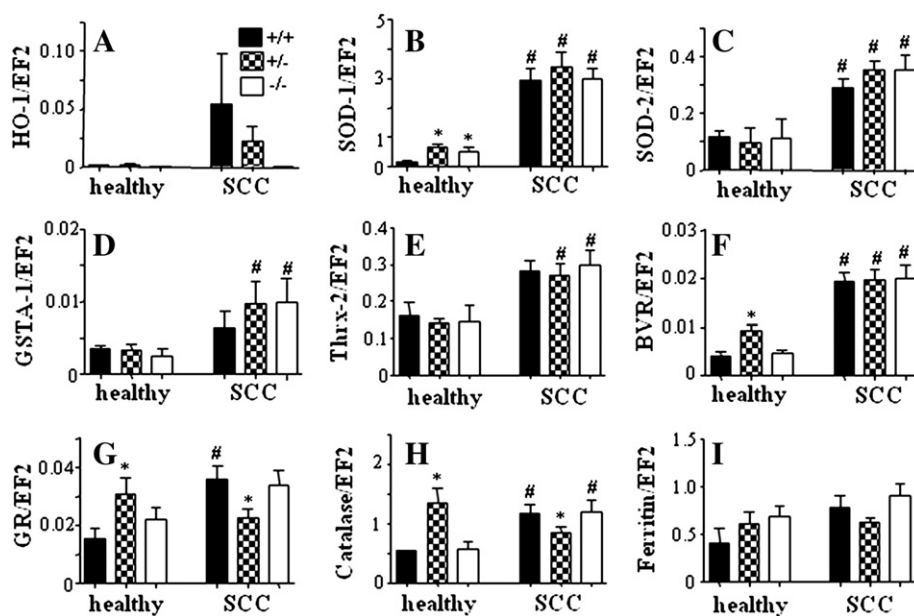 A
HO-1/EF2
0.10
0.05
0
+/+
+/-
-/-
healthy SCC
B
SOD-1/EF2
5
3
1
0
* *
# # #
healthy SCC
C
SOD-2/EF2
0.4
0.2
0
# # #
healthy SCC
D
GSTA-1/EF2
0.02
0.01
0
# #
healthy SCC
E
Thrx-2/EF2
0.4
0.3
0.2
0.1
0
# #
healthy SCC
F
BVR/EF2
0.03
0.02
0.01
0.00
*
# # #
healthy SCC
G
GR/EF2
0.04
0.02
0.00
*
# *
healthy SCC
H
Catalase/EF2
2
1
0
*
# * #
healthy SCC
I
Ferritin/EF2
1.5
1.0
0.5
0
healthy SCC